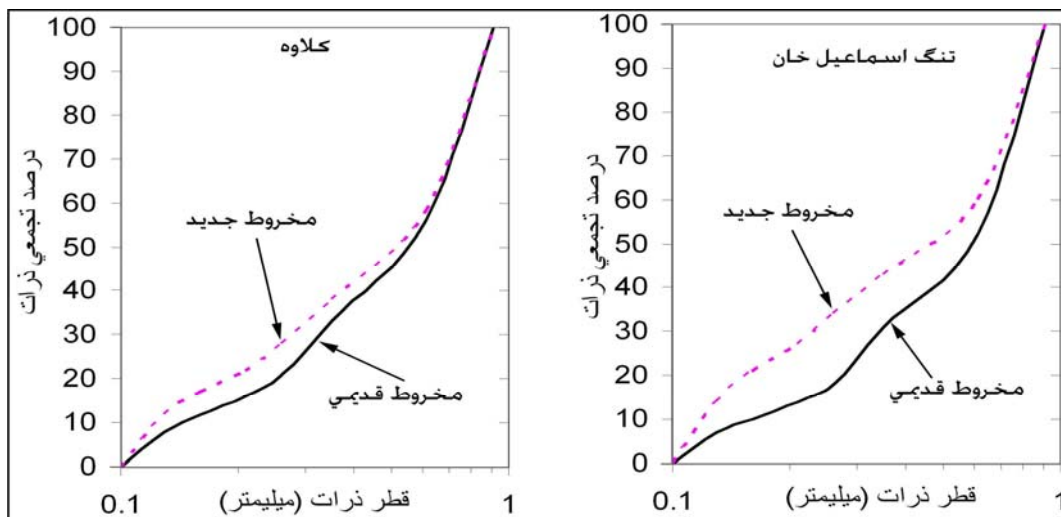 کلاوه
درصد تجمعي ذرات
100
90
80
70
60
50
40
30
20
10
0
مخروط جديد
مخروط قديمي
0.1
1
قطر ذرات (ميليمتر)
تنگ اسماعيل خان
درصد تجمعي ذرات
100
90
80
70
60
50
40
30
20
10
0
مخروط جديد
مخروط قديمي
0.1
1
قطر ذرات (ميليمتر)